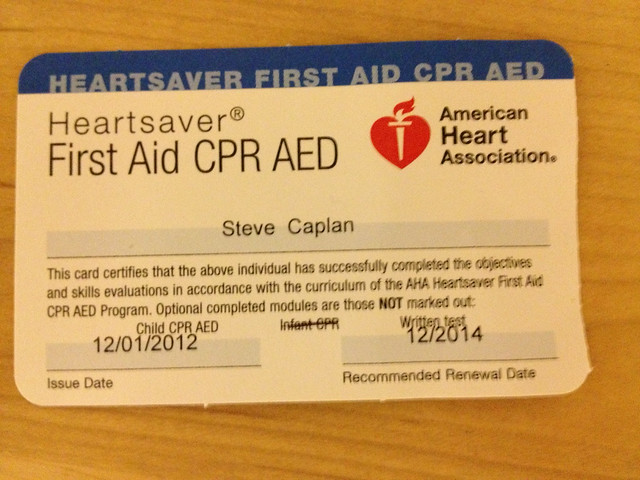 HEARTSAVER FIRST AID CPR AED
Heartsaver®
First Aid CPR AED
American
Heart
Association®
Steve Caplan
This card certifies that the above individual has successfully completed the objectives
and skills evaluations in accordance with the curriculum of the AHA Heartsaver First Aid
CPR AED Program. Optional completed modules are those NOT marked out:
Child CPR AED Infant CPR Written test
12/01/2012 12/2014
Issue Date Recommended Renewal Date